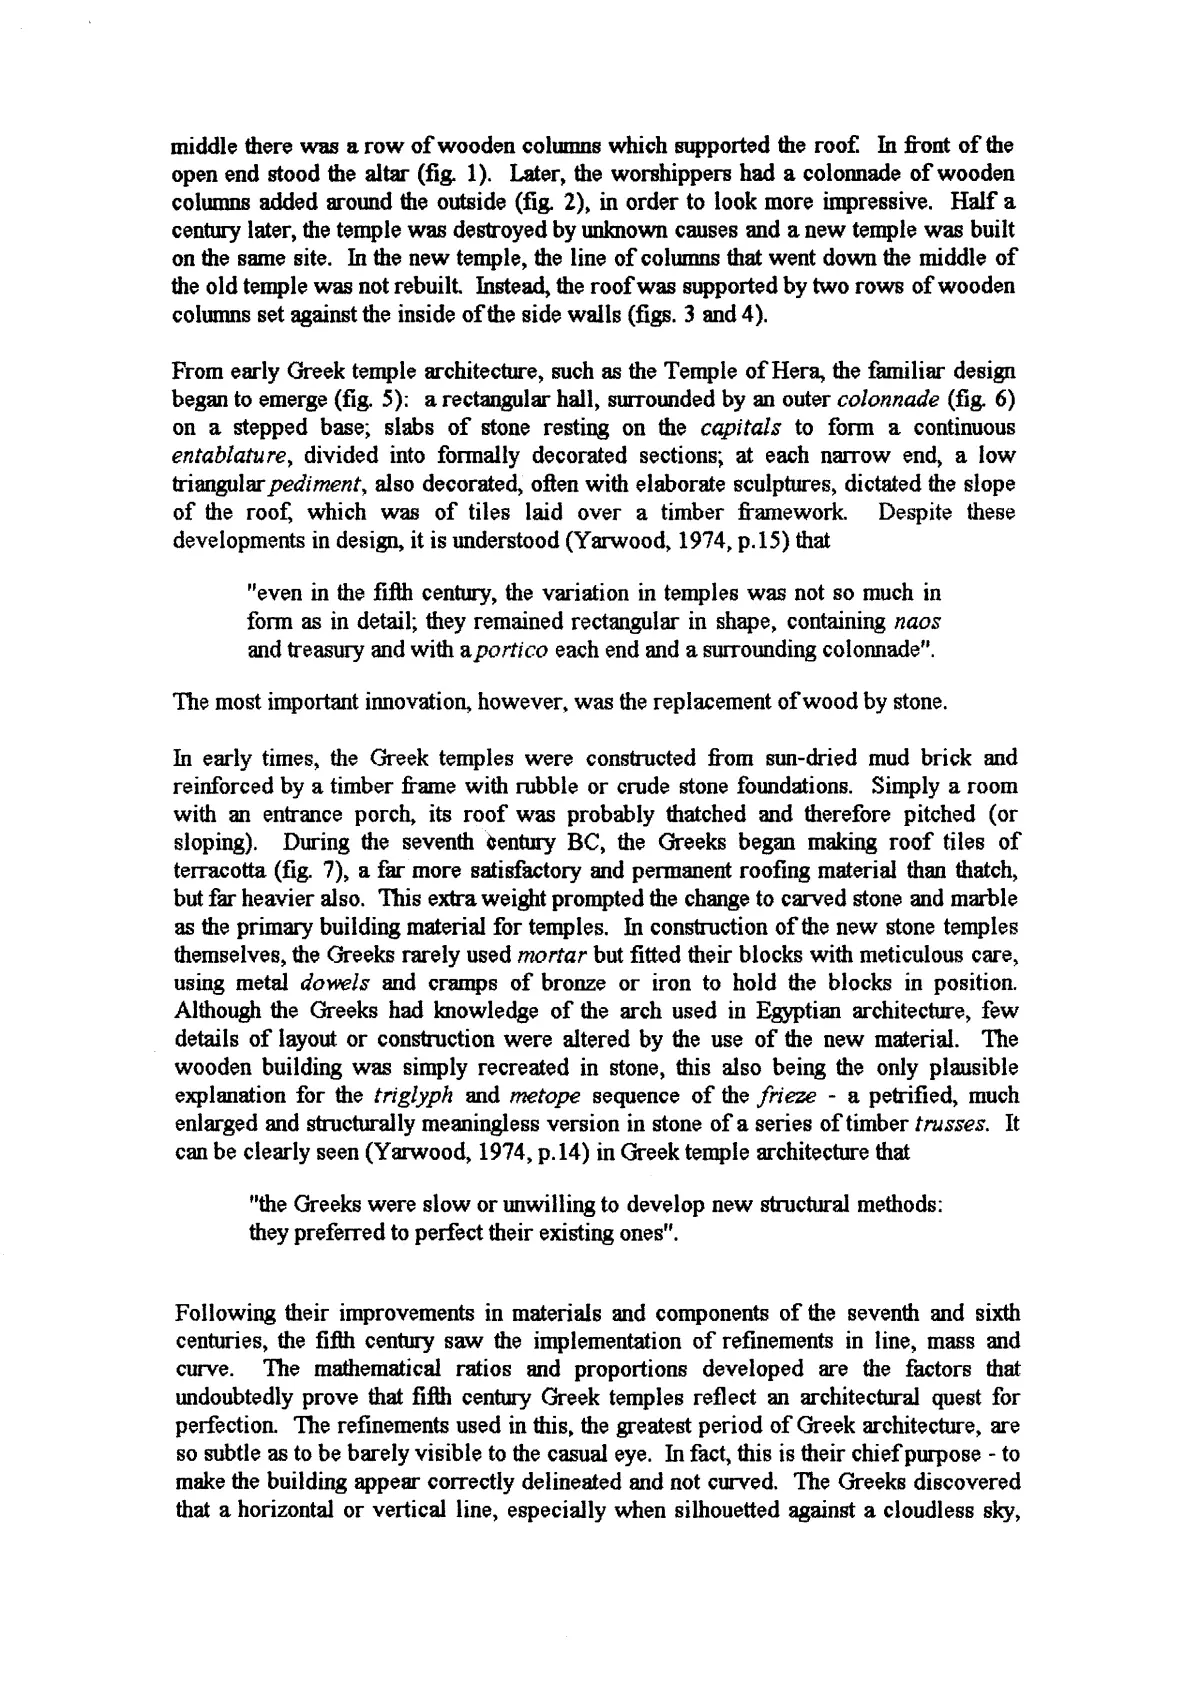 middle there was a row of wooden columns which supported the roof. In front of the
open end stood the altar (fig. 1). Later, the worshippers had a colonnade of wooden
columns added around the outside (fig. 2), in order to look more impressive. Half a
century later, the temple was destroyed by unknown causes and a new temple was built
on the same site. In the new temple, the line of columns that went down the middle of
the old temple was not rebuilt. Instead, the roof was supported by two rows of wooden
columns set against the inside of the side walls (figs. 3 and 4).
From early Greek temple architecture, such as the Temple of Hera, the familiar design
began to emerge (fig. 5): a rectangular hall, surrounded by an outer colonnade (fig. 6)
on a stepped base; slabs of stone resting on the capitals to form a continuous
entablature, divided into formally decorated sections; at each narrow end, a low
triangular pediment, also decorated, often with elaborate sculptures, dictated the slope
of the roof, which was of tiles laid over a timber framework. Despite these
developments in design, it is understood (Yarwood, 1974, p.15) that
"even in the fifth century, the variation in temples was not so much in
form as in detail; they remained rectangular in shape, containing naos
and treasury and with a portico each end and a surrounding colonnade".
The most important innovation, however, was the replacement of wood by stone.
In early times, the Greek temples were constructed from sun-dried mud brick and
reinforced by a timber frame with rubble or crude stone foundations. Simply a room
with an entrance porch, its roof was probably thatched and therefore pitched (or
sloping). During the seventh century BC, the Greeks began making roof tiles of
terracotta (fig. 7), a far more satisfactory and permanent roofing material than thatch,
but far heavier also. This extra weight prompted the change to carved stone and marble
as the primary building material for temples. In construction of the new stone temples
themselves, the Greeks rarely used mortar but fitted their blocks with meticulous care,
using metal dowels and cramps of bronze or iron to hold the blocks in position.
Although the Greeks had knowledge of the arch used in Egyptian architecture, few
details of layout or construction were altered by the use of the new material. The
wooden building was simply recreated in stone, this also being the only plausible
explanation for the triglyph and metope sequence of the frieze - a petrified, much
enlarged and structurally meaningless version in stone of a series of timber trusses. It
can be clearly seen (Yarwood, 1974, p.14) in Greek temple architecture that
"the Greeks were slow or unwilling to develop new structural methods:
they preferred to perfect their existing ones".
Following their improvements in materials and components of the seventh and sixth
centuries, the fifth century saw the implementation of refinements in line, mass and
curve. The mathematical ratios and proportions developed are the factors that
undoubtedly prove that fifth century Greek temples reflect an architectural quest for
perfection. The refinements used in this, the greatest period of Greek architecture, are
so subtle as to be barely visible to the casual eye. In fact, this is their chief purpose - to
make the building appear correctly delineated and not curved. The Greeks discovered
that a horizontal or vertical line, especially when silhouetted against a cloudless sky,